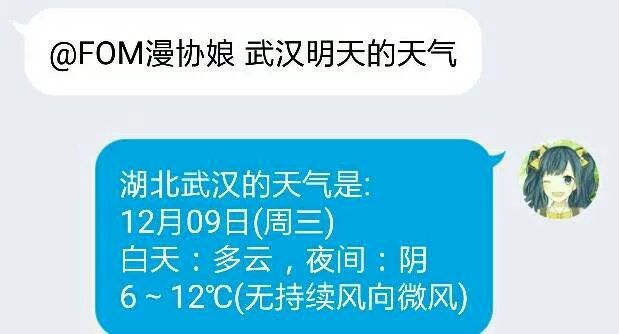 @FOM漫协娘 武汉明天的天气
湖北武汉的天气是:
12月09日(周三)
白天：多云，夜间：阴
6 ~ 12℃(无持续风向微风)